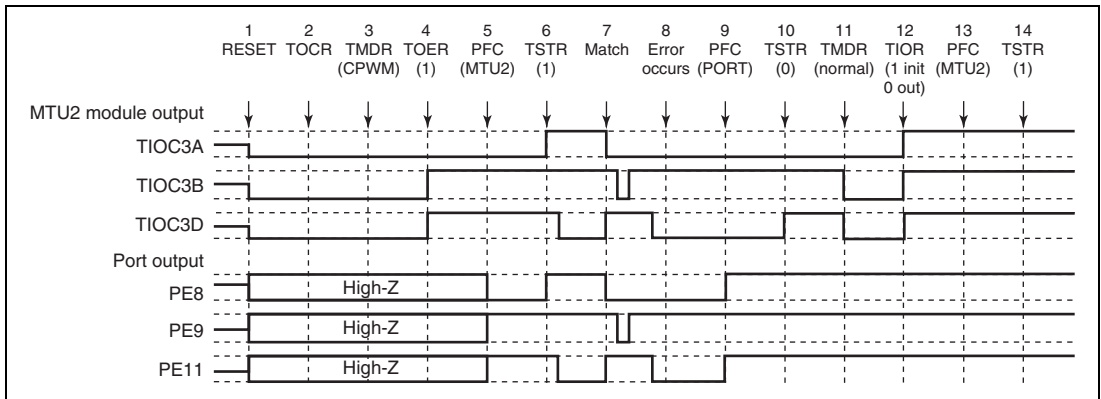 1 2 3 4 5 6 7 8 9 10 11 12 13 14
RESET TOCR TMDR TOER PFC TSTR Match Error PFC TSTR TMDR TIOR PFC TSTR
(CPWM) (1) (MTU2) (1) occurs (PORT) (0) (normal) (1 init (MTU2) (1)
0 out)
MTU2 module output
TIOC3A
TIOC3B
TIOC3D
Port output
PE8 High-Z
PE9 High-Z
PE11 High-Z